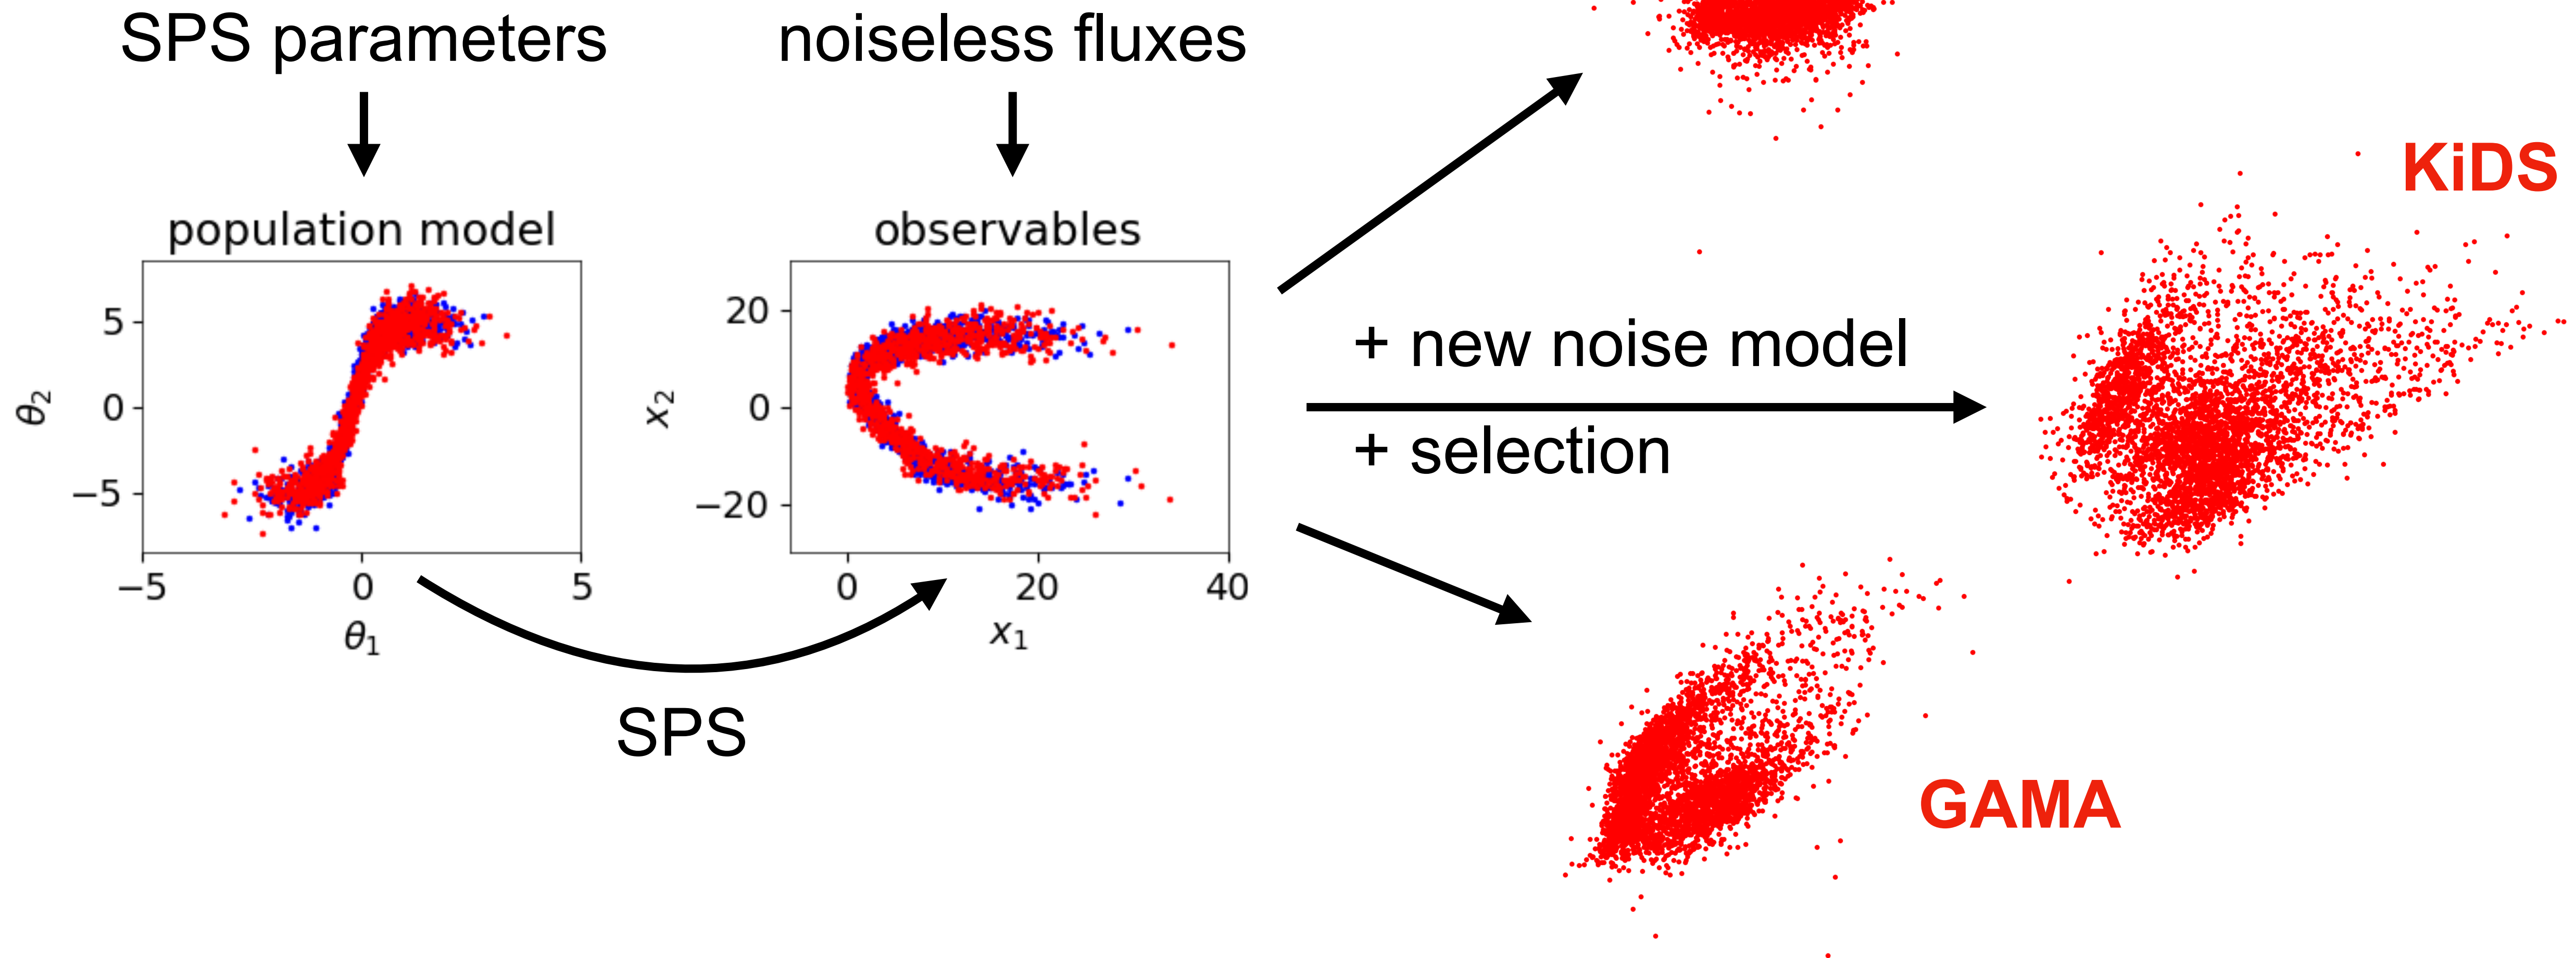 SPS parameters
noiseless fluxes
population model
observables
5
0
−5
θ2
−5
0
5
θ1
20
0
−20
x2
0
20
40
x1
SPS
+ new noise model
+ selection
KiDS
GAMA